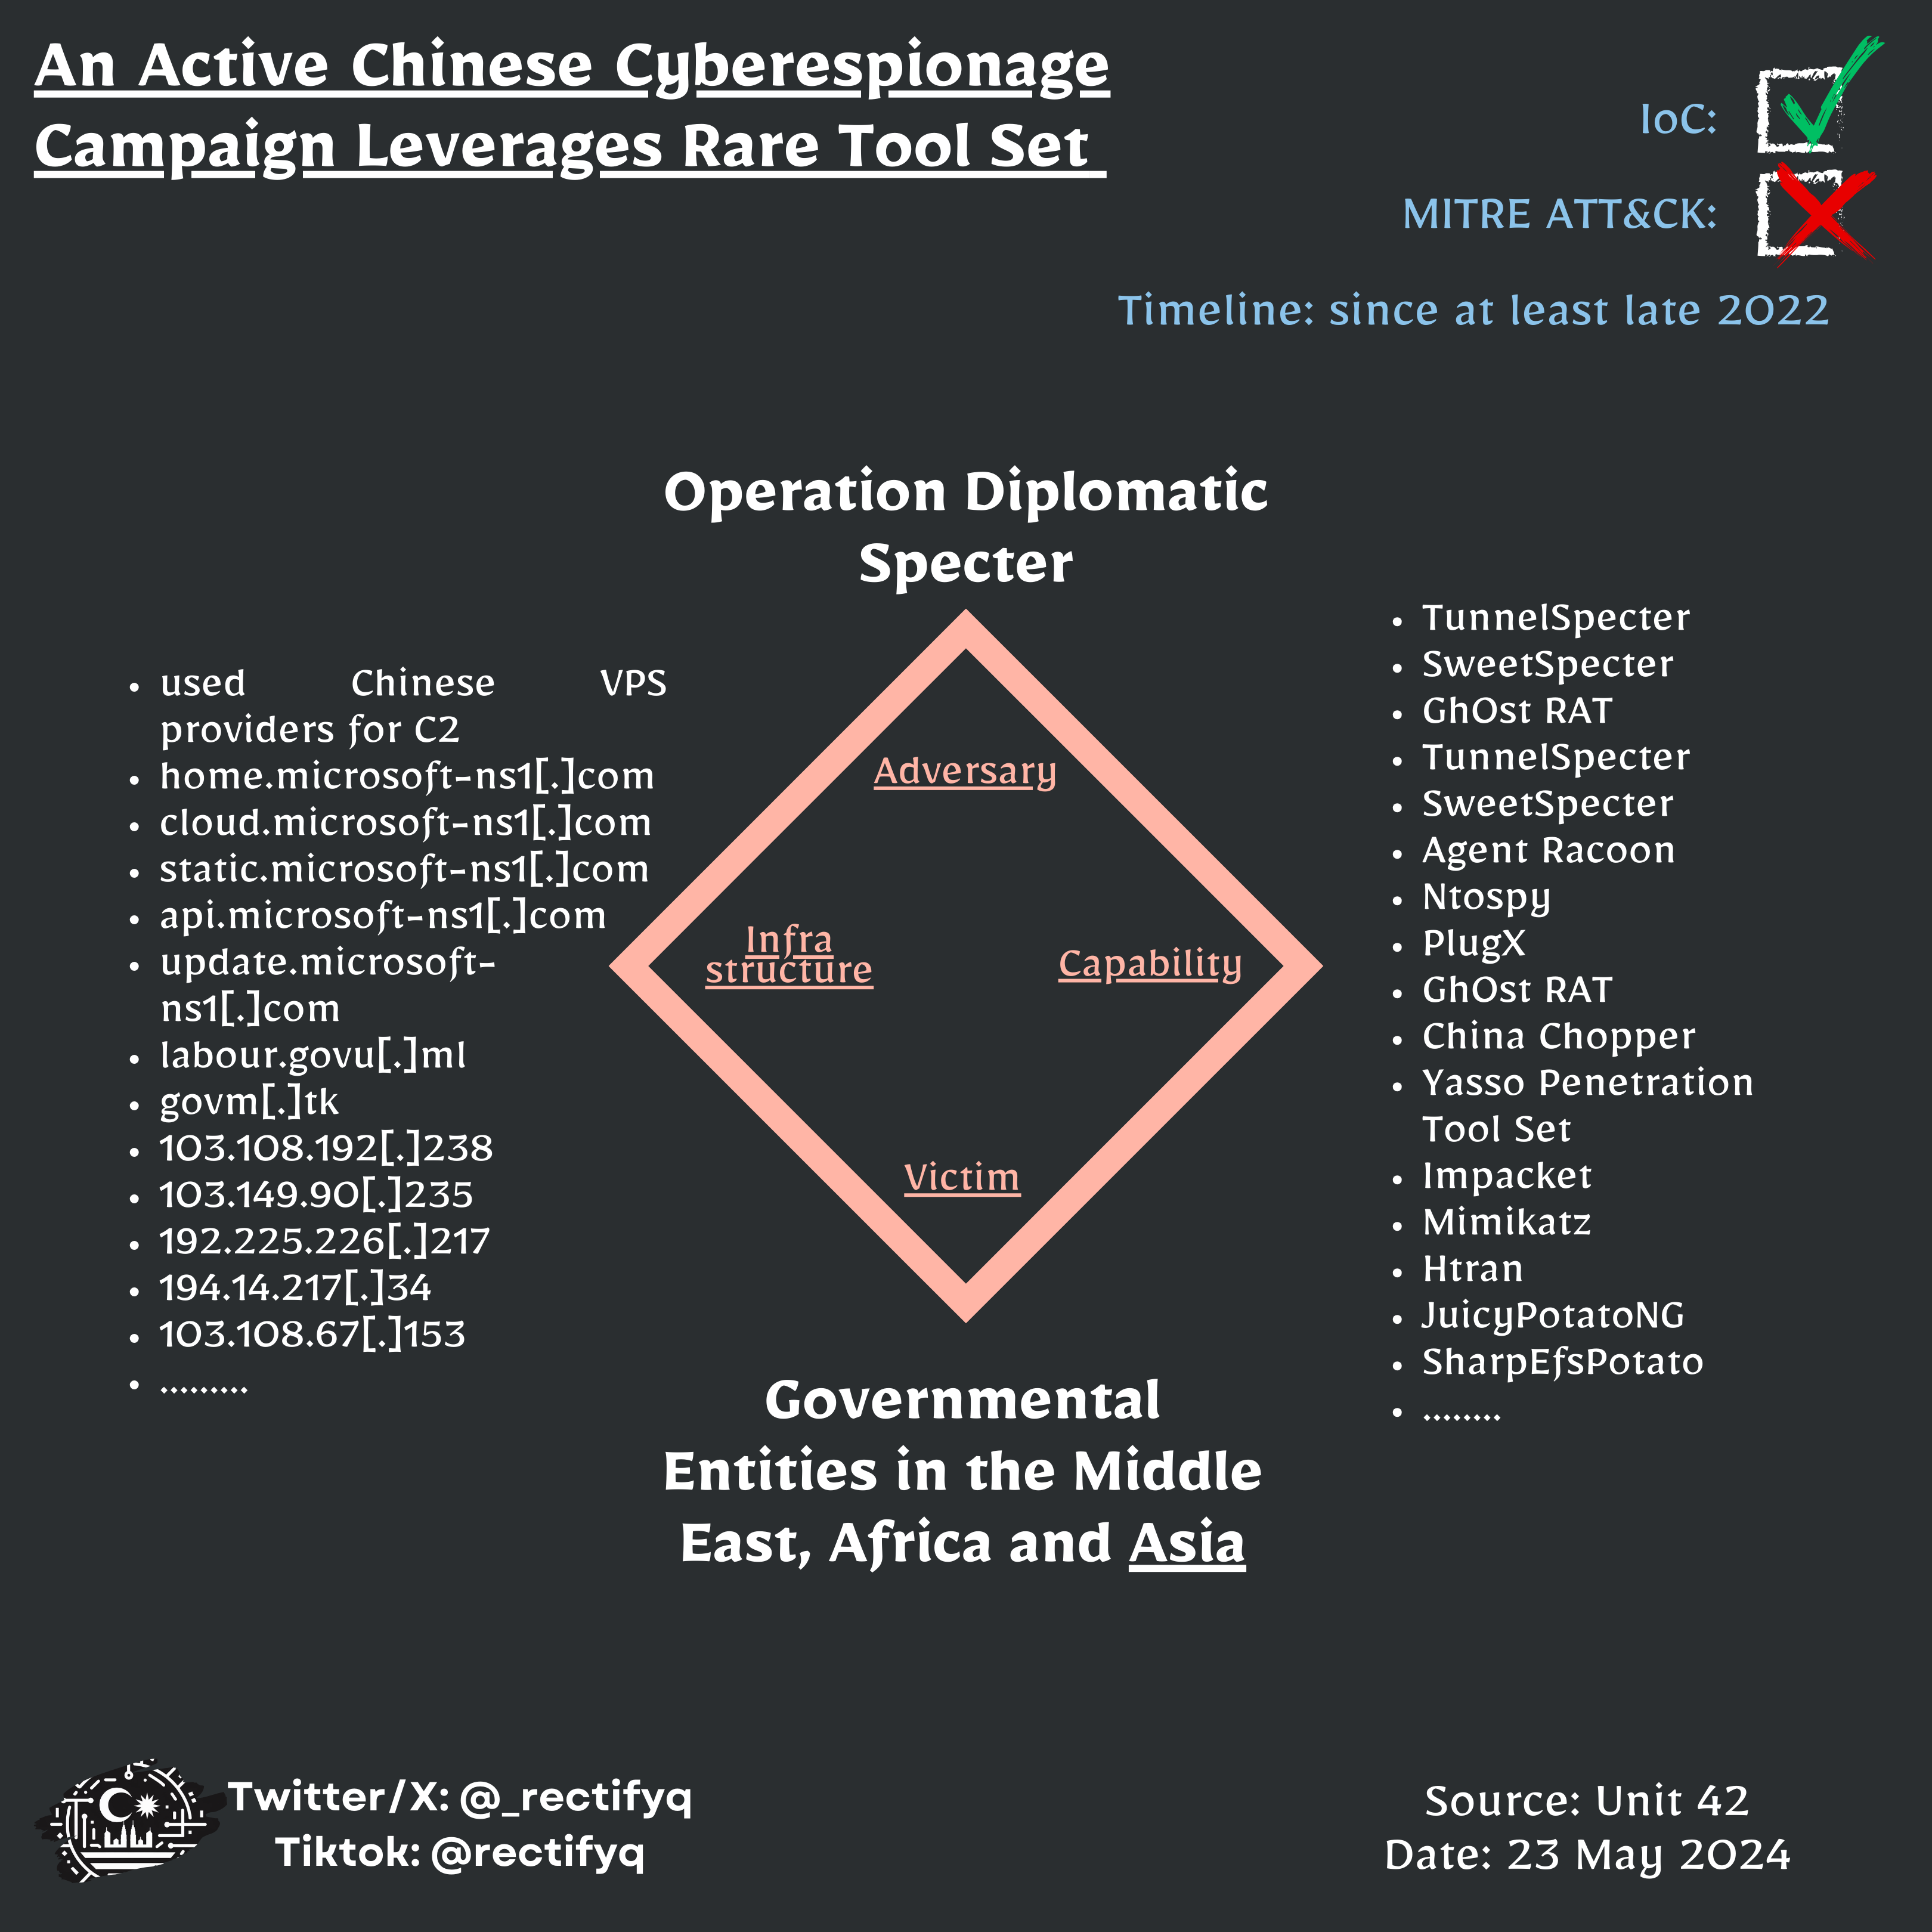 An Active Chinese Cyberespionage
Campaign Leverages Rare Tool Set
IoC:
MITRE ATT&CK:
Timeline: since at least late 2022
Operation Diplomatic
Specter
• used Chinese VPS
providers for C2
• home.microsoft-ns1[.]com
• cloud.microsoft-ns1[.]com
• static.microsoft-ns1[.]com
• api.microsoft-ns1[.]com
• update.microsoft-
ns1[.]com
• labour.govu[.]ml
• govm[.]tk
• 103.108.192[.]238
• 103.149.90[.]235
• 192.225.226[.]217
• 194.14.217[.]34
• 103.108.67[.]153
• .........
Adversary
Infra
structure
Capability
Victim
• TunnelSpecter
• SweetSpecter
• Gh0st RAT
• TunnelSpecter
• SweetSpecter
• Agent Racoon
• Ntospy
• PlugX
• Gh0st RAT
• China Chopper
• Yasso Penetration
Tool Set
• Impacket
• Mimikatz
• Htran
• JuicyPotatoNG
• SharpEfsPotato
• ........
Governmental
Entities in the Middle
East, Africa and Asia
Twitter/X: @_rectifyq
Tiktok: @rectifyq
Source: Unit 42
Date: 23 May 2024